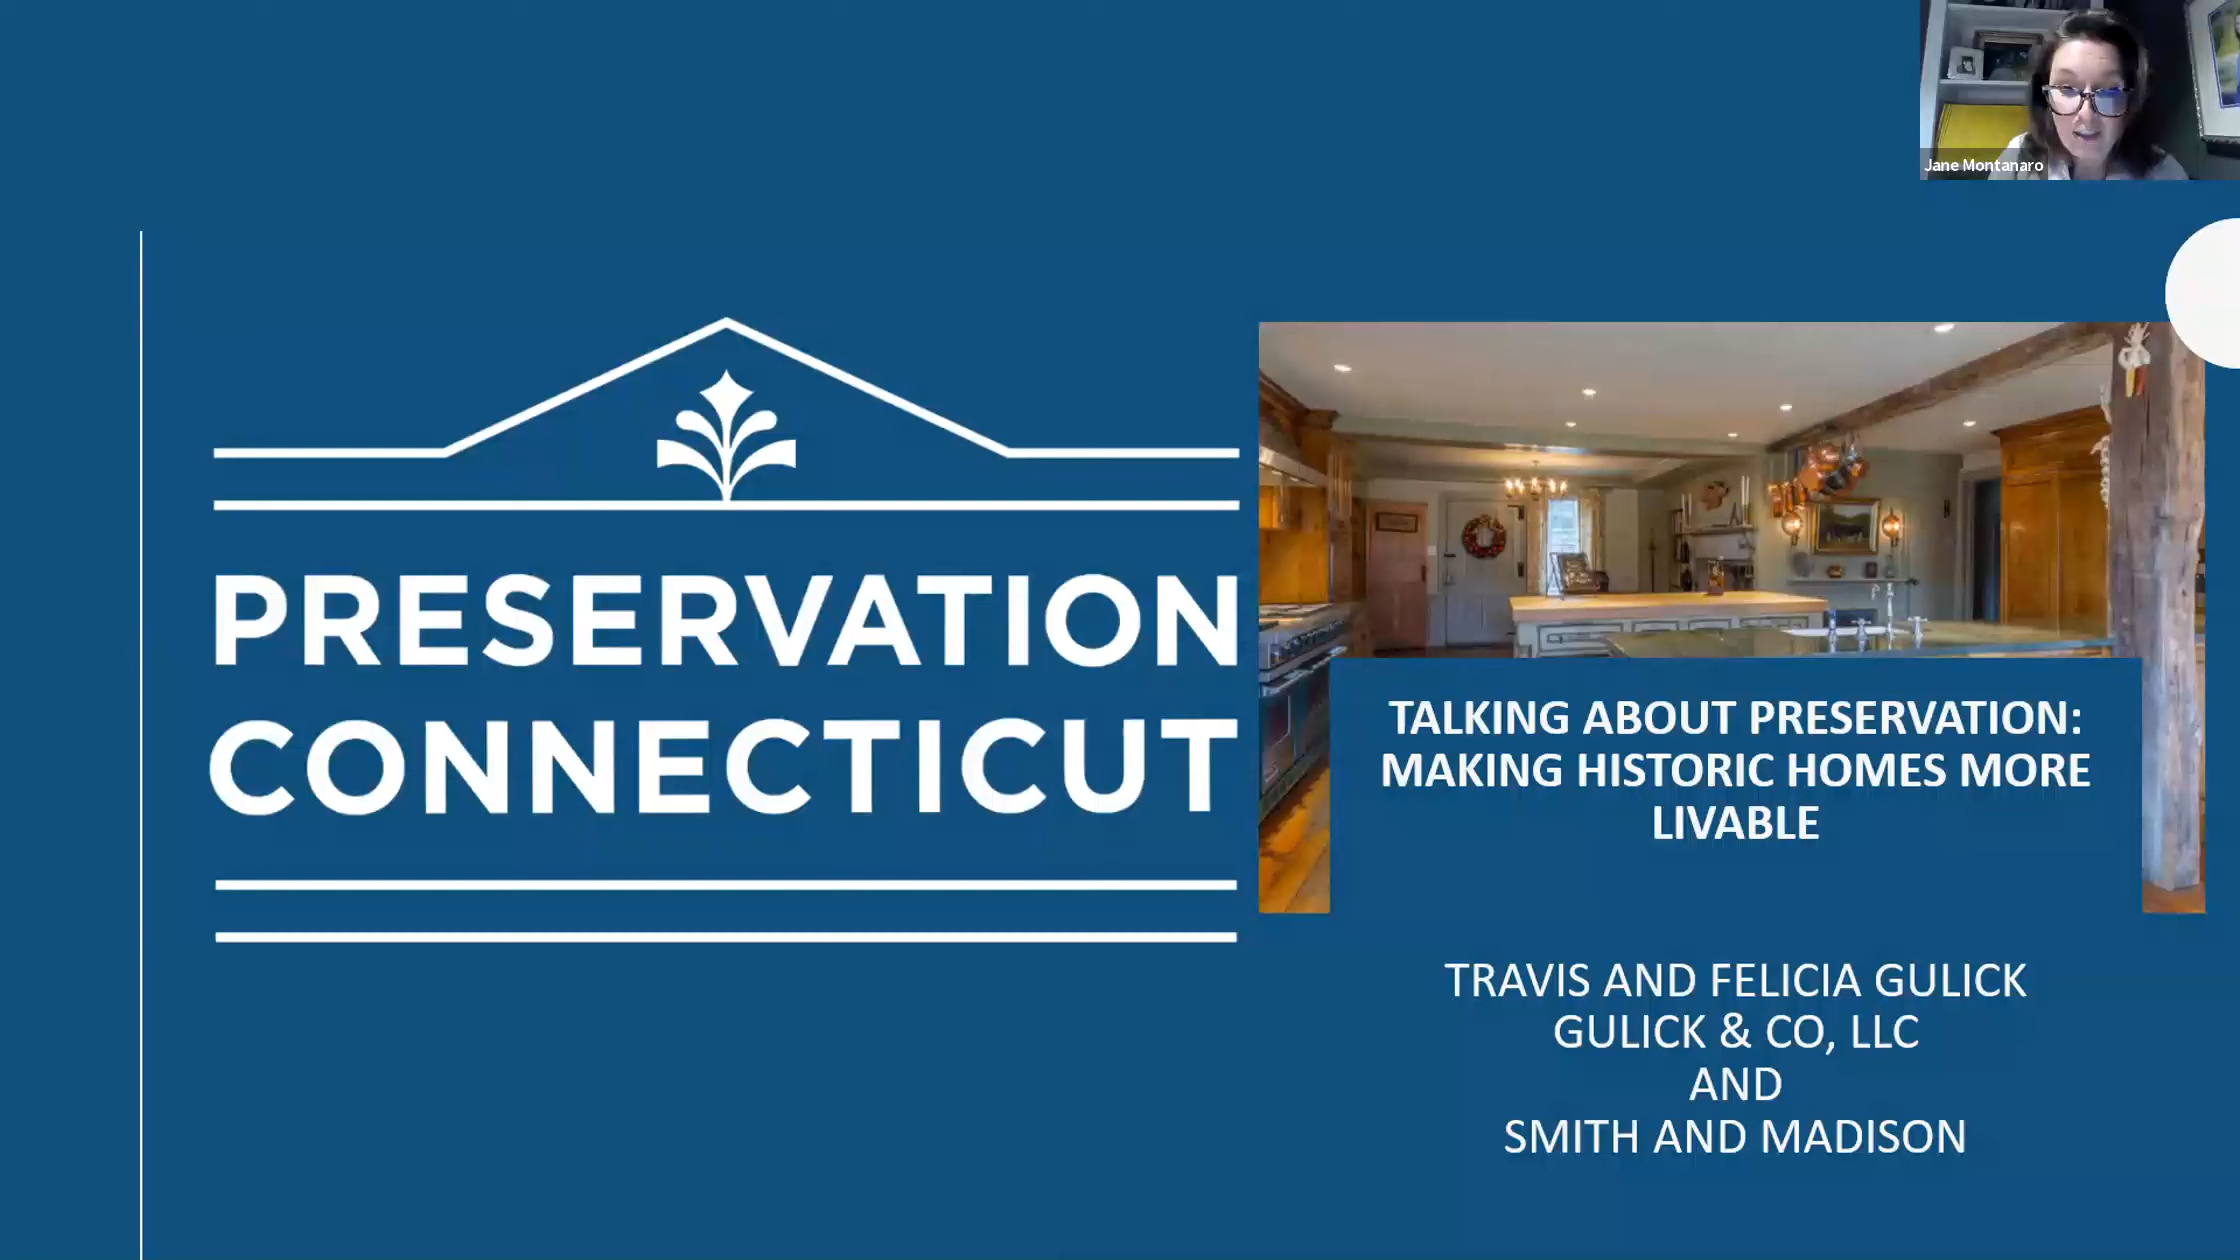 Jane Montanaro
PRESERVATION
CONNECTICUT
TALKING ABOUT PRESERVATION:
MAKING HISTORIC HOMES MORE
LIVABLE
TRAVIS AND FELICIA GULICK
GULICK & CO, LLC
AND
SMITH AND MADISON